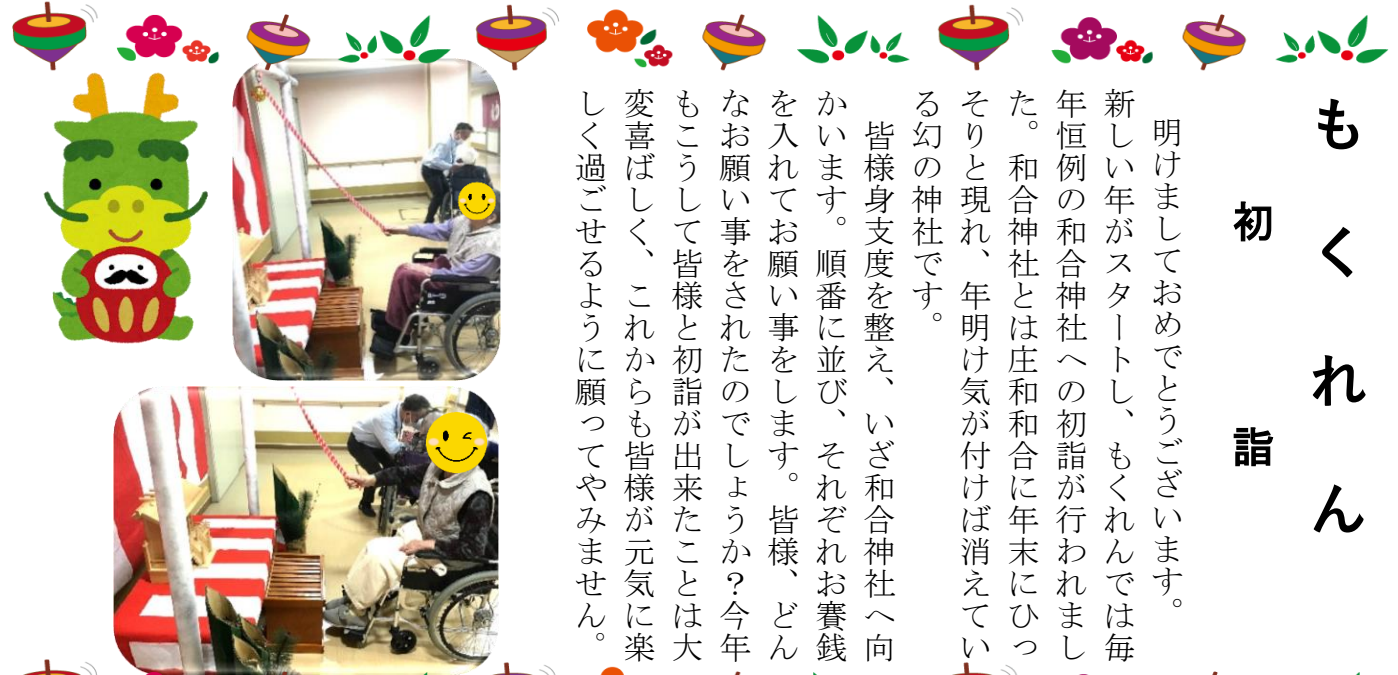 もくれん
初詣
明けましておめでとうございます。
新しい年がスタートし、もくれんでは毎
年恒例の和合神社への初詣が行われまし
た。和合神社とは庄和和合に年末にひっ
そりと現れ、年明け気が付けば消えてい
る幻の神社です。
皆様身支度を整え、いざ和合神社へ向
かいます。順番に並び、それぞれお賽銭
を入れてお願い事をします。皆様、どん
なお願い事をされたのでしょうか？今年
もこうして皆様と初詣が出来たことは大
変喜ばしく、これからも皆様が元気に楽
しく過ごせるように願ってやみません。